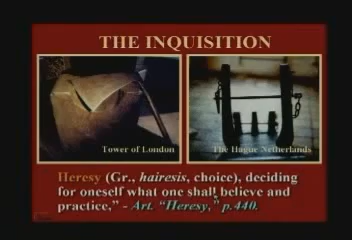 THE INQUISITION
Tower of London
The Hague Netherlands
Heresy (Gr., hairesis, choice), deciding
for oneself what one shall believe and
practice,” - Art. “Heresy,” p.440.